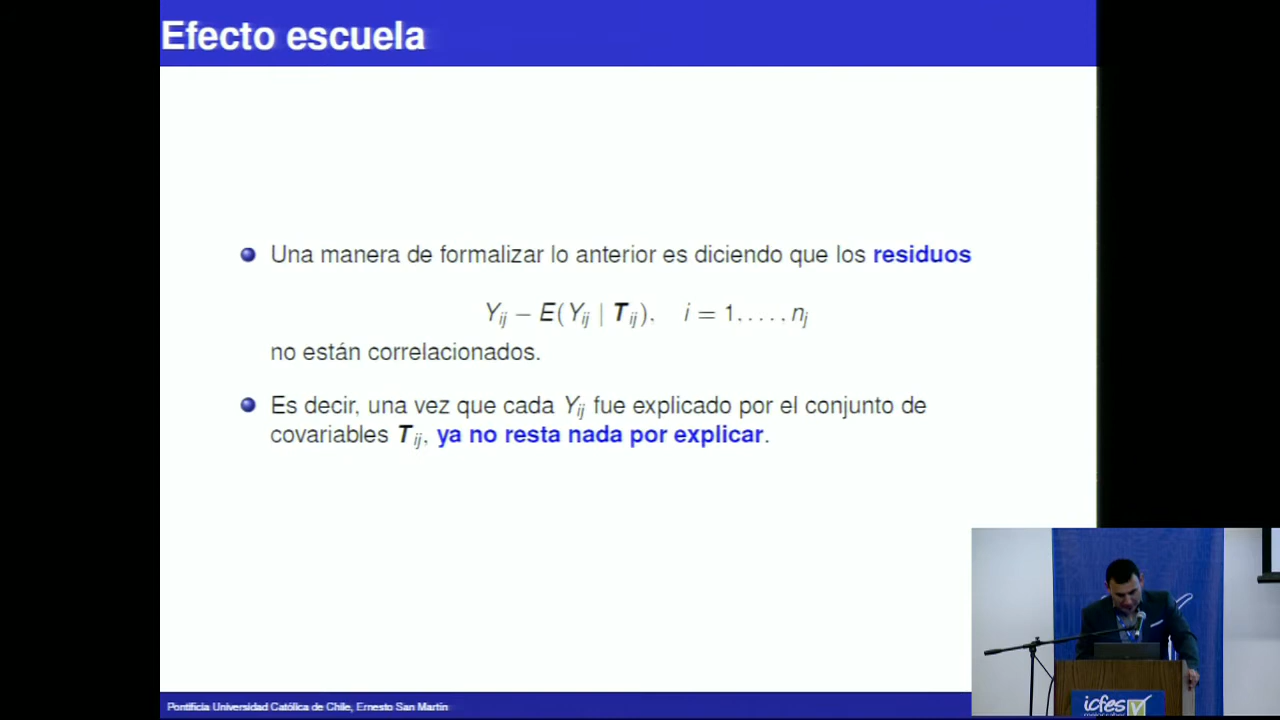 Efecto escuela
Una manera de formalizar lo anterior es diciendo que los residuos
Y_ij − E(Y_ij | T_ij), i = 1, . . . , n_j
no están correlacionados.
Es decir, una vez que cada Y_ij fue explicado por el conjunto de
covariables T_ij, ya no resta nada por explicar.
Pontificia Universidad Católica de Chile, Ernesto San Martín
icfes